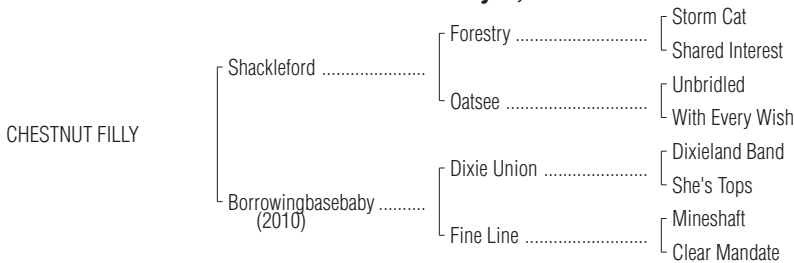 Storm Cat
Forestry ............................
Shared Interest
Shackleford ......................
Unbridled
Oatsee ..............................
With Every Wish
CHESTNUT FILLY
Dixieland Band
Dixie Union ......................
She's Tops
Borrowingbasebaby ..........
(2010)
Mineshaft
Fine Line ..........................
Clear Mandate